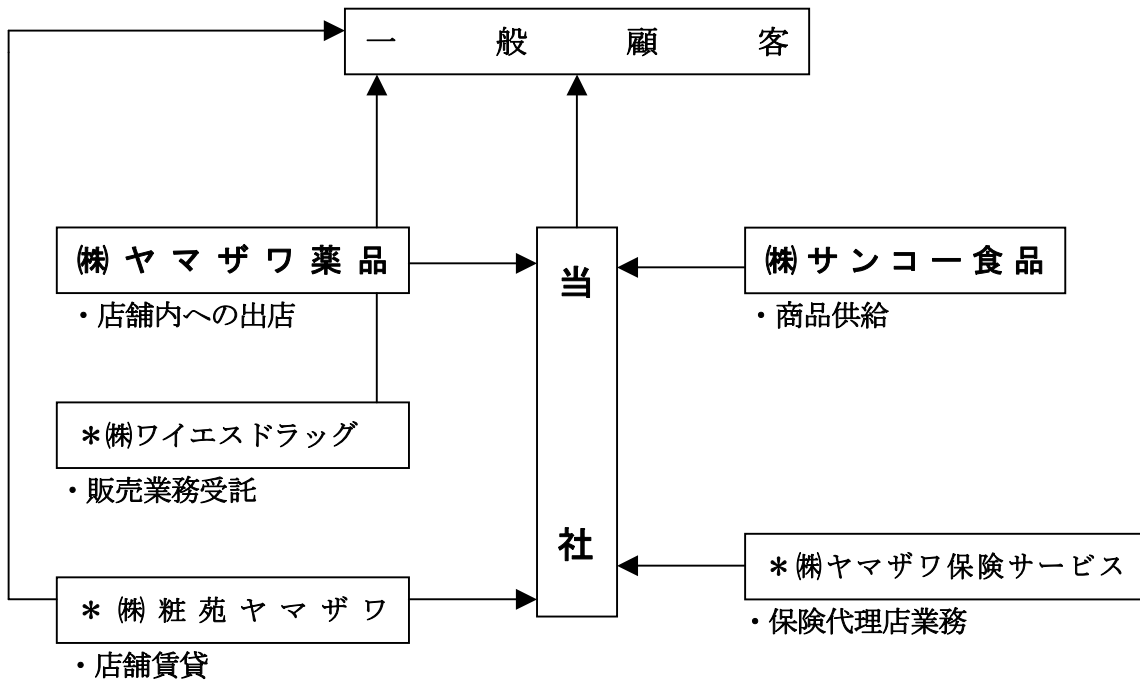 一般顧客
㈱ヤマザワ薬品
・店舗内への出店
当社
㈱サンコー食品
・商品供給
＊㈱ワイエスドラッグ
・販売業務受託
＊㈱ヤマザワ保険サービス
・保険代理店業務
＊㈱粧苑ヤマザワ
・店舗賃貸